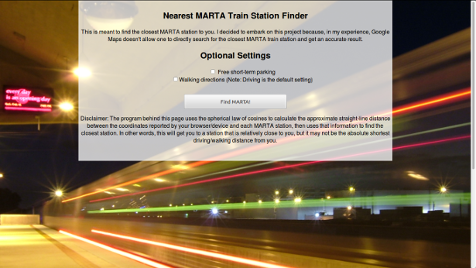 Nearest MARTA Train Station Finder
This is meant to find the closest MARTA station to you. I decided to embark on this project because, in my experience, Google
Maps doesn't allow one to directly search for the closest MARTA train station and get an accurate result.
Optional Settings
Free short-term parking
Walking directions (Note: Driving is the default setting)
Find MARTA!
Disclaimer: The program behind this page uses the spherical law of cosines to calculate the approximate straight-line distance
between the coordinates reported by your browser/device and each MARTA station, then uses that information to find the
closest station. In other words, this will get you to a station that is relatively close to you, but it may not be the absolute shortest
driving/walking distance from you.
every day
is an opening day